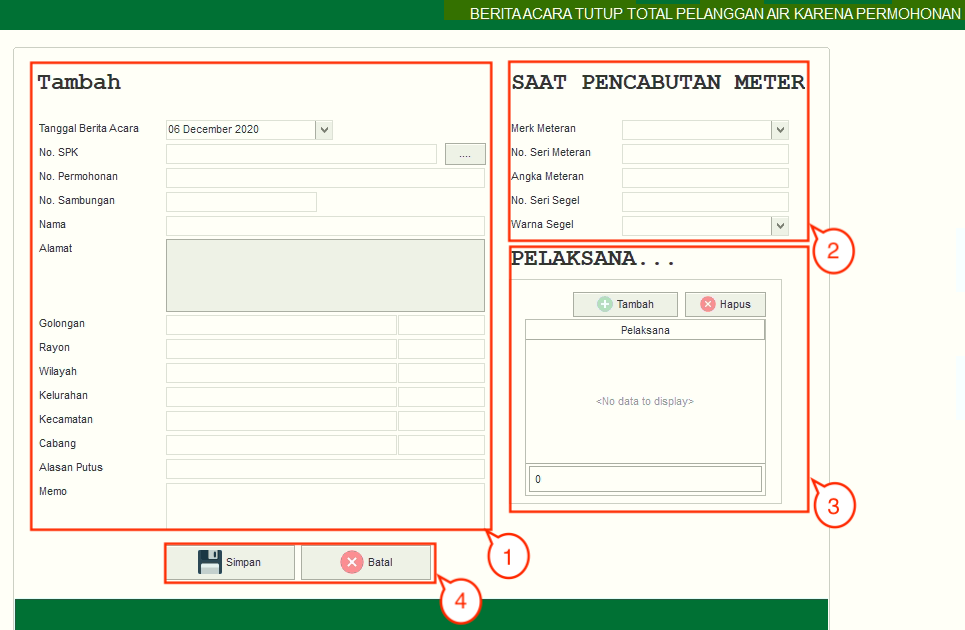 BERITA ACARA TUTUP TOTAL PELANGGAN AIR KARENA PERMOHONAN
Tambah
Tanggal Berita Acara 06 December 2020
No. SPK ....
No. Permohonan
No. Sambungan
Nama
Alamat
Golongan
Rayon
Wilayah
Kelurahan
Kecamatan
Cabang
Alasan Putus
Memo
1
SAAT PENCABUTAN METER
Merk Meteran
No. Seri Meteran
Angka Meteran
No. Seri Segel
Warna Segel
2
PELAKSANA...
Tambah Hapus
Pelaksana
<No data to display>
0
3
Simpan Batal
4